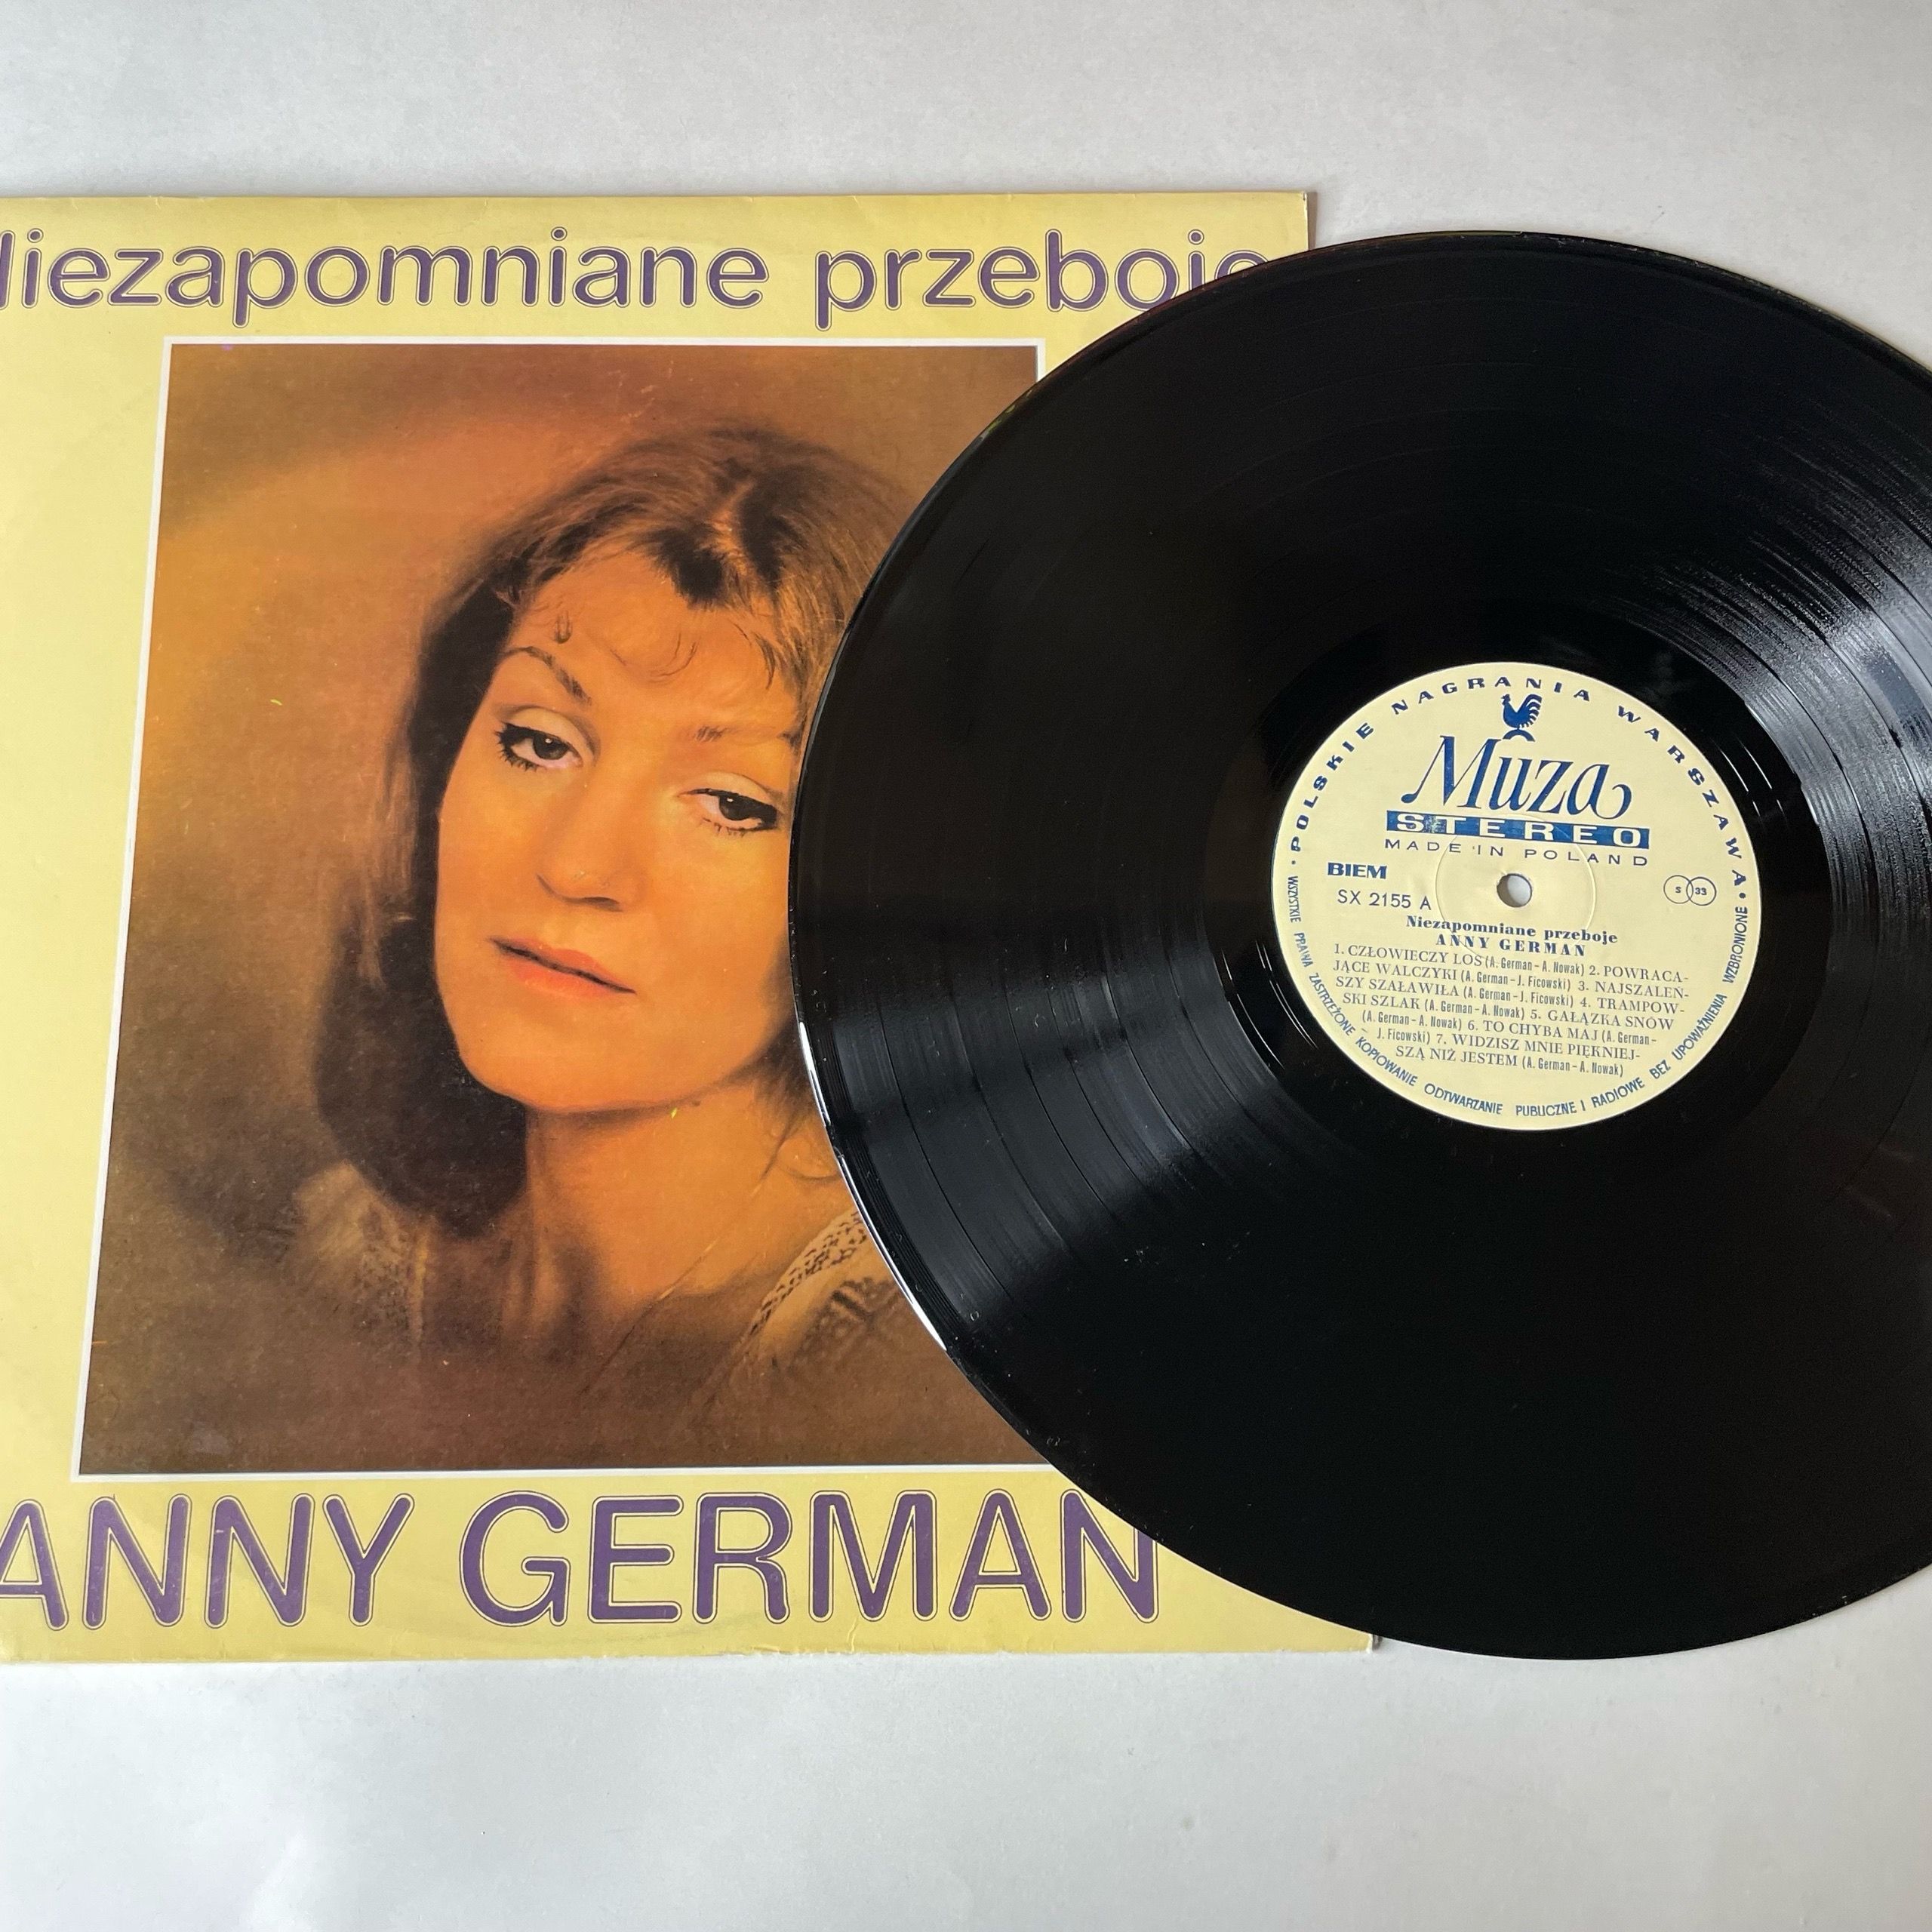 Niezapomniane przeboje
ANNY GERMAN
• POLSKIE NAGRANIA WARSZAWA •
Muza
STEREO
MADE IN POLAND
BIEM
S 33
SX 2155 A
Niezapomniane przeboje
ANNY GERMAN
1. CZŁOWIECZY LOS (A. German – A. Nowak) 2. POWRACA-
JĄCE WALCZYKI (A. German – J. Ficowski) 3. NAJSZALEŃ-
SZY SZAŁAWIŁA (A. German – J. Ficowski) 4. TRAMPOW-
SKI SZLAK (A. German – A. Nowak) 5. GAŁĄZKA SNÓW
(A. German – A. Nowak) 6. TO CHYBA MAJ (A. German –
– J. Ficowski) 7. WIDZISZ MNIE PIĘKNIEJ-
SZĄ NIŻ JESTEM (A. German – A. Nowak)
WSZYSTKIE PRAWA ZASTRZEŻONE KOPIOWANIE ODTWARZANIE PUBLICZNE I RADIOWE BEZ UPOWAŻNIENIA WZBRONIONE